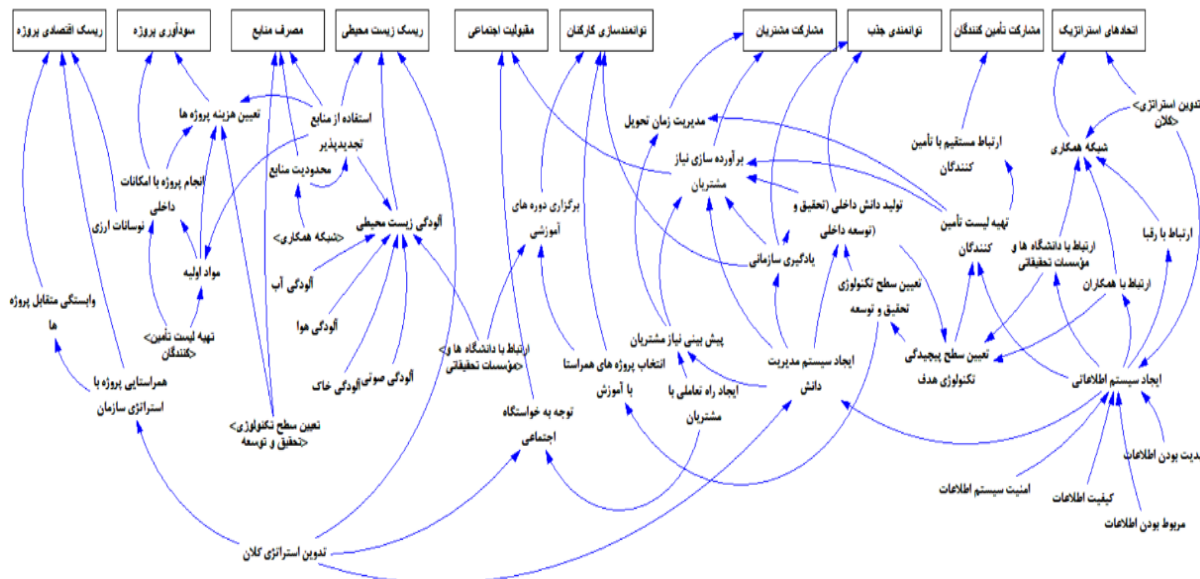 اتحادهای استراتژیک
مشارکت تأمین کنندگان
توانمندی جذب
مشارکت مشتریان
توانمندسازی کارکنان
مقبولیت اجتماعی
ریسک زیست محیطی
مصرف منابع
سودآوری پروژه
ریسک اقتصادی پروژه
<تدوین استراتژی
کلان>
شبکه همکاری
ارتباط مستقیم با تأمین
کنندگان
مدیریت زمان تحویل
برآورده سازی نیاز
مشتریان
استفاده از منابع
تجدیدپذیر
تعیین هزینه پروژه ها
محدودیت منابع
انجام پروژه با امکانات
داخلی
نوسانات ارزی
برگزاری دوره های
آموزشی
تولید دانش داخلی (تحقیق و
توسعه داخلی)
تهیه لیست تأمین
کنندگان
ارتباط با رقبا
ارتباط با دانشگاه ها و
مؤسسات تحقیقاتی
ارتباط با همکاران
یادگیری سازمانی
تعیین سطح تکنولوژی
تحقیق و توسعه
آلودگی زیست محیطی
<شبکه همکاری>
مواد اولیه
آلودگی آب
آلودگی هوا
آلودگی صوتی
آلودگی خاک
وابستگی متقابل پروژه
ها
<تهیه لیست تأمین
کنندگان>
<ارتباط با دانشگاه ها و
مؤسسات تحقیقاتی>
پیش بینی نیاز مشتریان
ایجاد سیستم مدیریت
دانش
تعیین سطح پیچیدگی
تکنولوژی هدف
ایجاد سیستم اطلاعاتی
انتخاب پروژه های همراستا
با آموزش
ایجاد راه تعاملی با
مشتریان
همراستایی پروژه با
استراتژی سازمان
<تعیین سطح تکنولوژی
تحقیق و توسعه>
توجه به خواستگاه
اجتماعی
بودن اطلاعات
امنیت سیستم اطلاعات
کیفیت اطلاعات
مربوط بودن اطلاعات
تدوین استراتژی کلان